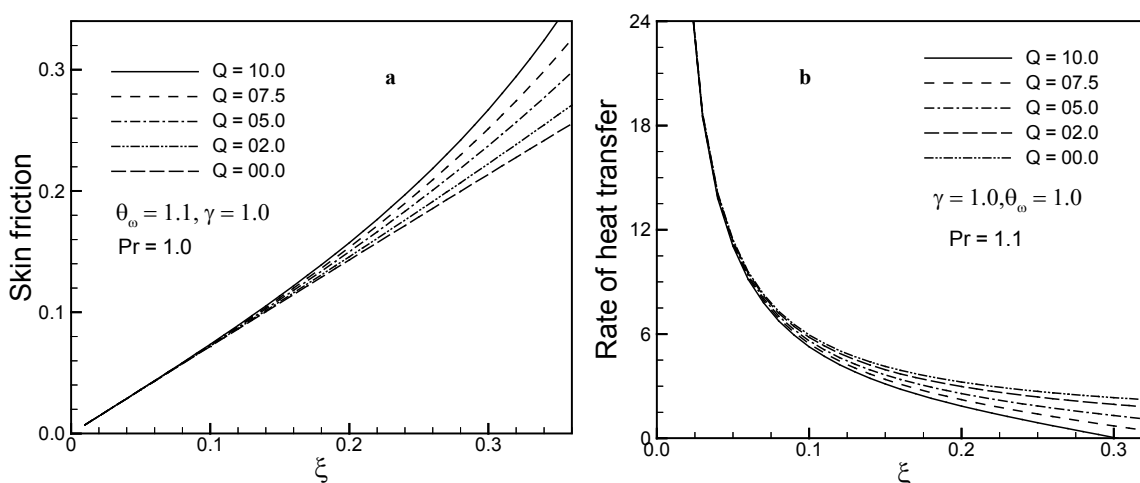 Skin friction
0.3
0.2
0.1
0.0
0
0.1
0.2
0.3
ξ
a
Q = 10.0
Q = 07.5
Q = 05.0
Q = 02.0
Q = 00.0
θω = 1.1, γ = 1.0
Pr = 1.0
Rate of heat transfer
24
18
12
6
0
0.0
0.1
0.2
0.3
ξ
b
Q = 10.0
Q = 07.5
Q = 05.0
Q = 02.0
Q = 00.0
γ = 1.0,θω = 1.0
Pr = 1.1